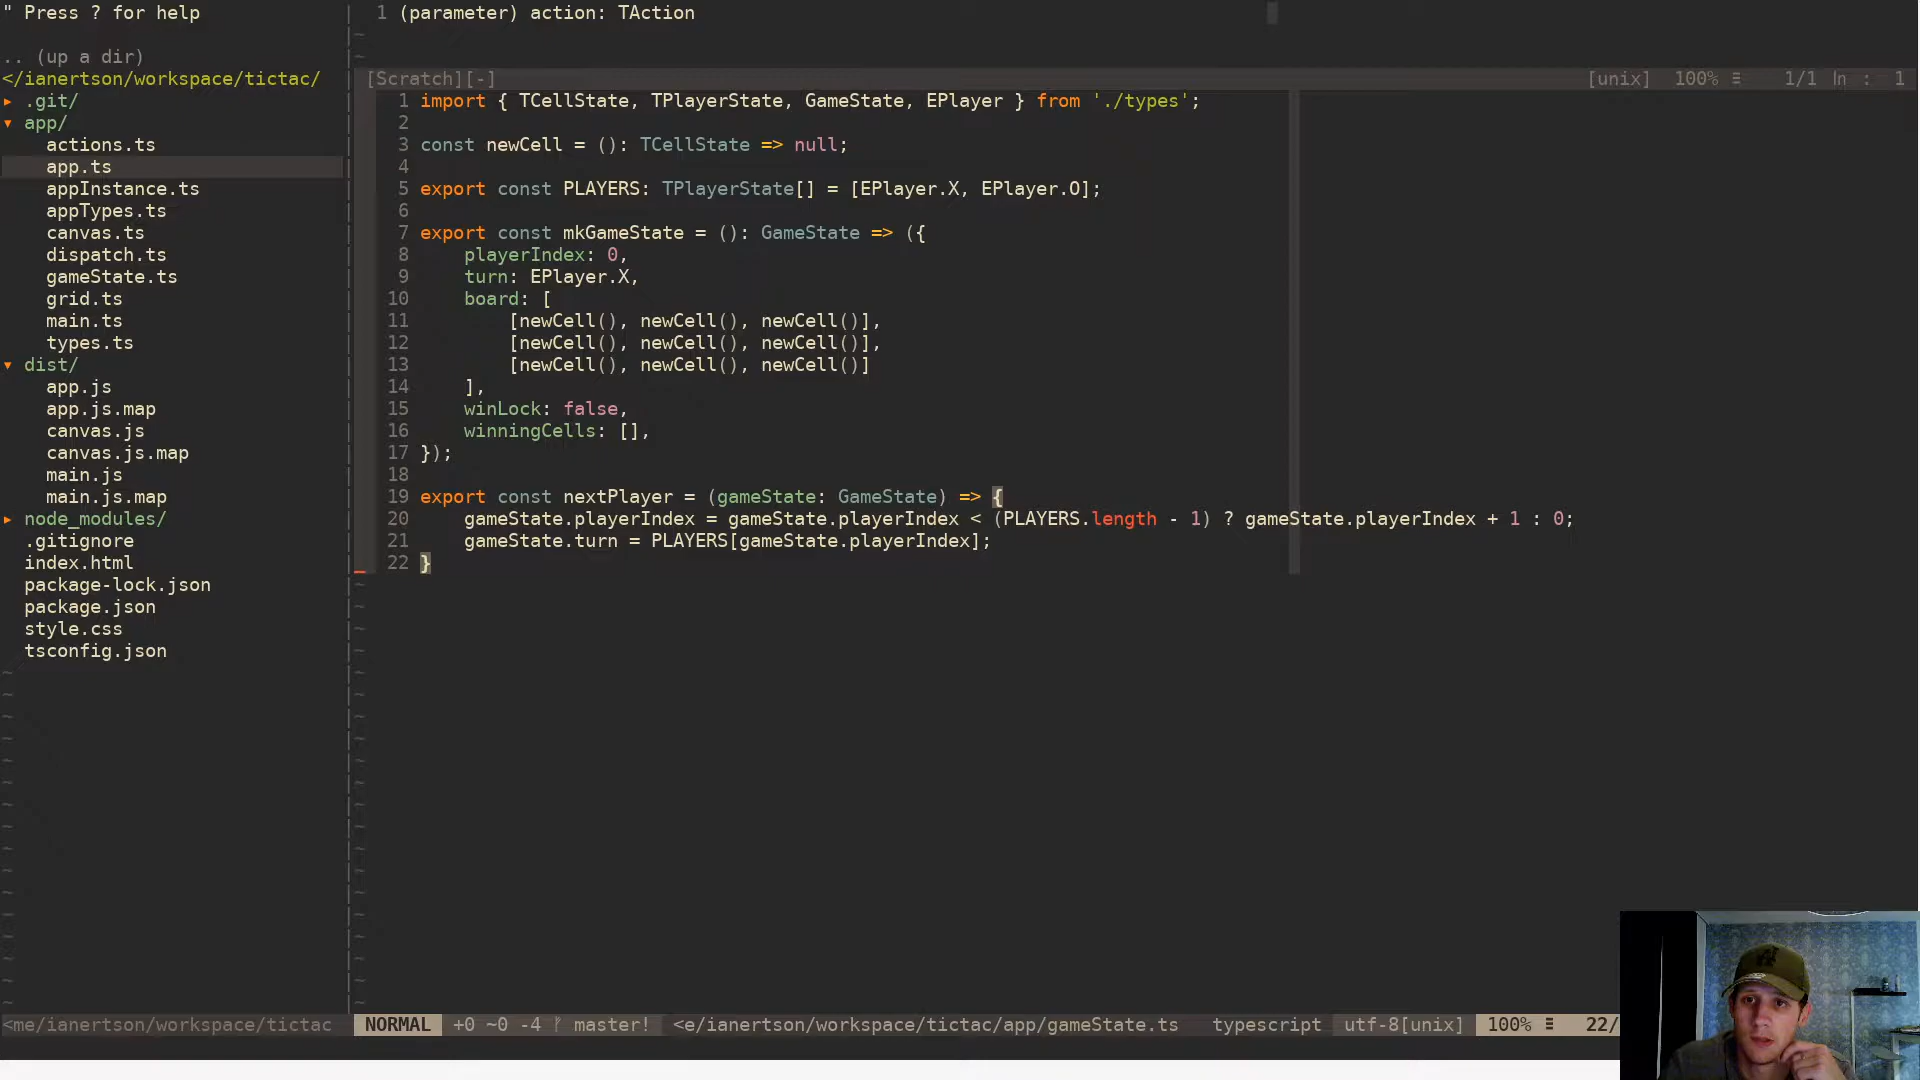 " Press ? for help
.. (up a dir)
</ianertson/workspace/tictac/
▸ .git/
▾ app/
actions.ts
app.ts
appInstance.ts
appTypes.ts
canvas.ts
dispatch.ts
gameState.ts
grid.ts
main.ts
types.ts
▾ dist/
app.js
app.js.map
canvas.js
canvas.js.map
main.js
main.js.map
▸ node_modules/
.gitignore
index.html
package-lock.json
package.json
style.css
tsconfig.json
<me/ianertson/workspace/tictac
1 (parameter) action: TAction
[Scratch][-] [unix] 100% ≡ 1/1 ln : 1
1 import { TCellState, TPlayerState, GameState, EPlayer } from './types';
2
3 const newCell = (): TCellState => null;
4
5 export const PLAYERS: TPlayerState[] = [EPlayer.X, EPlayer.O];
6
7 export const mkGameState = (): GameState => ({
8     playerIndex: 0,
9     turn: EPlayer.X,
10     board: [
11         [newCell(), newCell(), newCell()],
12         [newCell(), newCell(), newCell()],
13         [newCell(), newCell(), newCell()]
14     ],
15     winLock: false,
16     winningCells: [],
17 });
18
19 export const nextPlayer = (gameState: GameState) => {
20     gameState.playerIndex = gameState.playerIndex < (PLAYERS.length - 1) ? gameState.playerIndex + 1 : 0;
21     gameState.turn = PLAYERS[gameState.playerIndex];
22 }
NORMAL +0 ~0 -4 ᚠ master! <e/ianertson/workspace/tictac/app/gameState.ts typescript utf-8[unix] 100% ≡ 22/